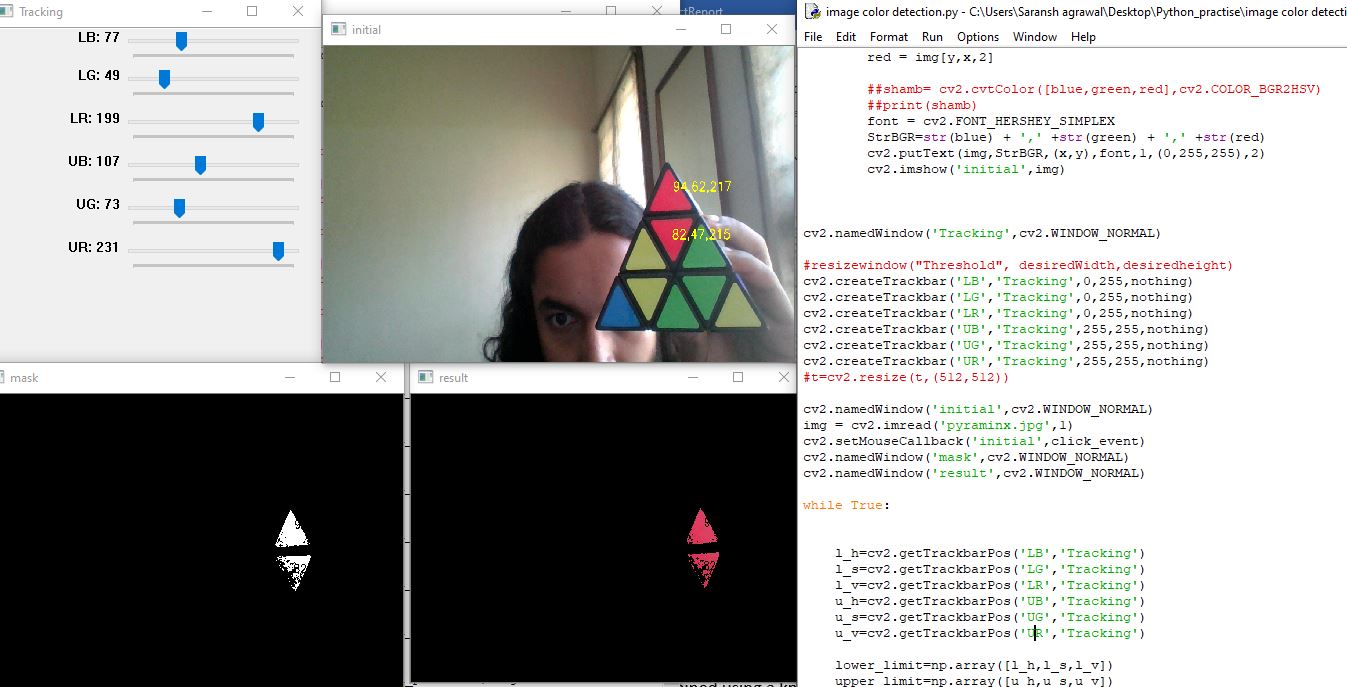 Tracking
LB: 77
LG: 49
LR: 199
UB: 107
UG: 73
UR: 231
initial
94,62,217
82,47,215
mask
result
image color detection.py - C:\Users\Saransh agrawal\Desktop\Python_practise\image color detecti
File Edit Format Run Options Window Help
red = img[y,x,2]
##shamb= cv2.cvtColor([blue,green,red],cv2.COLOR_BGR2HSV)
##print(shamb)
font = cv2.FONT_HERSHEY_SIMPLEX
StrBGR=str(blue) + ',' +str(green) + ',' +str(red)
cv2.putText(img,StrBGR,(x,y),font,1,(0,255,255),2)
cv2.imshow('initial',img)
cv2.namedWindow('Tracking',cv2.WINDOW_NORMAL)
#resizewindow("Threshold", desiredWidth,desiredheight)
cv2.createTrackbar('LB','Tracking',0,255,nothing)
cv2.createTrackbar('LG','Tracking',0,255,nothing)
cv2.createTrackbar('LR','Tracking',0,255,nothing)
cv2.createTrackbar('UB','Tracking',255,255,nothing)
cv2.createTrackbar('UG','Tracking',255,255,nothing)
cv2.createTrackbar('UR','Tracking',255,255,nothing)
#t=cv2.resize(t,(512,512))
cv2.namedWindow('initial',cv2.WINDOW_NORMAL)
img = cv2.imread('pyraminx.jpg',1)
cv2.setMouseCallback('initial',click_event)
cv2.namedWindow('mask',cv2.WINDOW_NORMAL)
cv2.namedWindow('result',cv2.WINDOW_NORMAL)
while True:
l_h=cv2.getTrackbarPos('LB','Tracking')
l_s=cv2.getTrackbarPos('LG','Tracking')
l_v=cv2.getTrackbarPos('LR','Tracking')
u_h=cv2.getTrackbarPos('UB','Tracking')
u_s=cv2.getTrackbarPos('UG','Tracking')
u_v=cv2.getTrackbarPos('UR','Tracking')
lower_limit=np.array([l_h,l_s,l_v])
upper_limit=np.array([u_h,u_s,u_v])